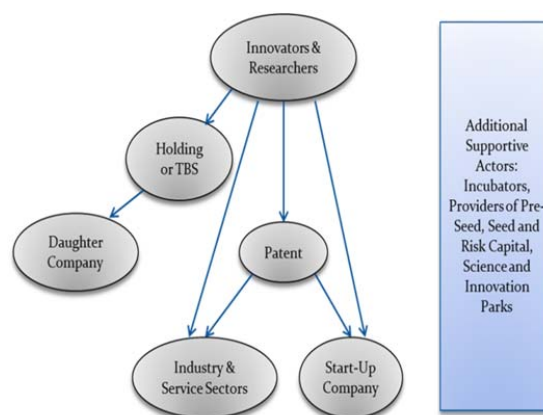 Innovators &
Researchers
Holding
or TBS
Daughter
Company
Patent
Industry &
Service Sectors
Start-Up
Company
Additional
Supportive
Actors:
Incubators,
Providers of Pre-
Seed, Seed and
Risk Capital,
Science and
Innovation
Parks